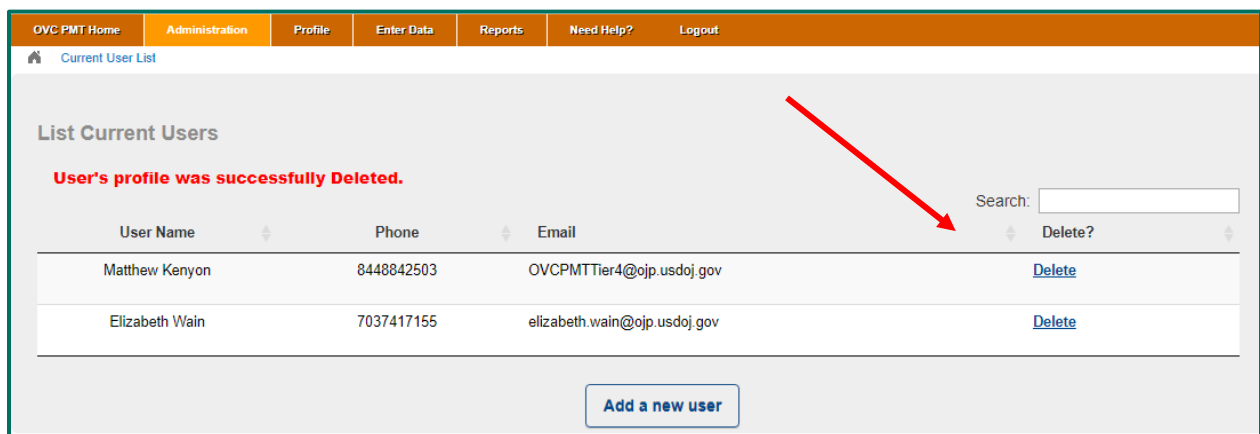 OVC PMT Home Administration Profile Enter Data Reports Need Help? Logout
Current User List
List Current Users
User's profile was successfully Deleted.
Search:
User Name Phone Email Delete?
Matthew Kenyon 8448842503 OVCPMTTier4@ojp.usdoj.gov Delete
Elizabeth Wain 7037417155 elizabeth.wain@ojp.usdoj.gov Delete
Add a new user